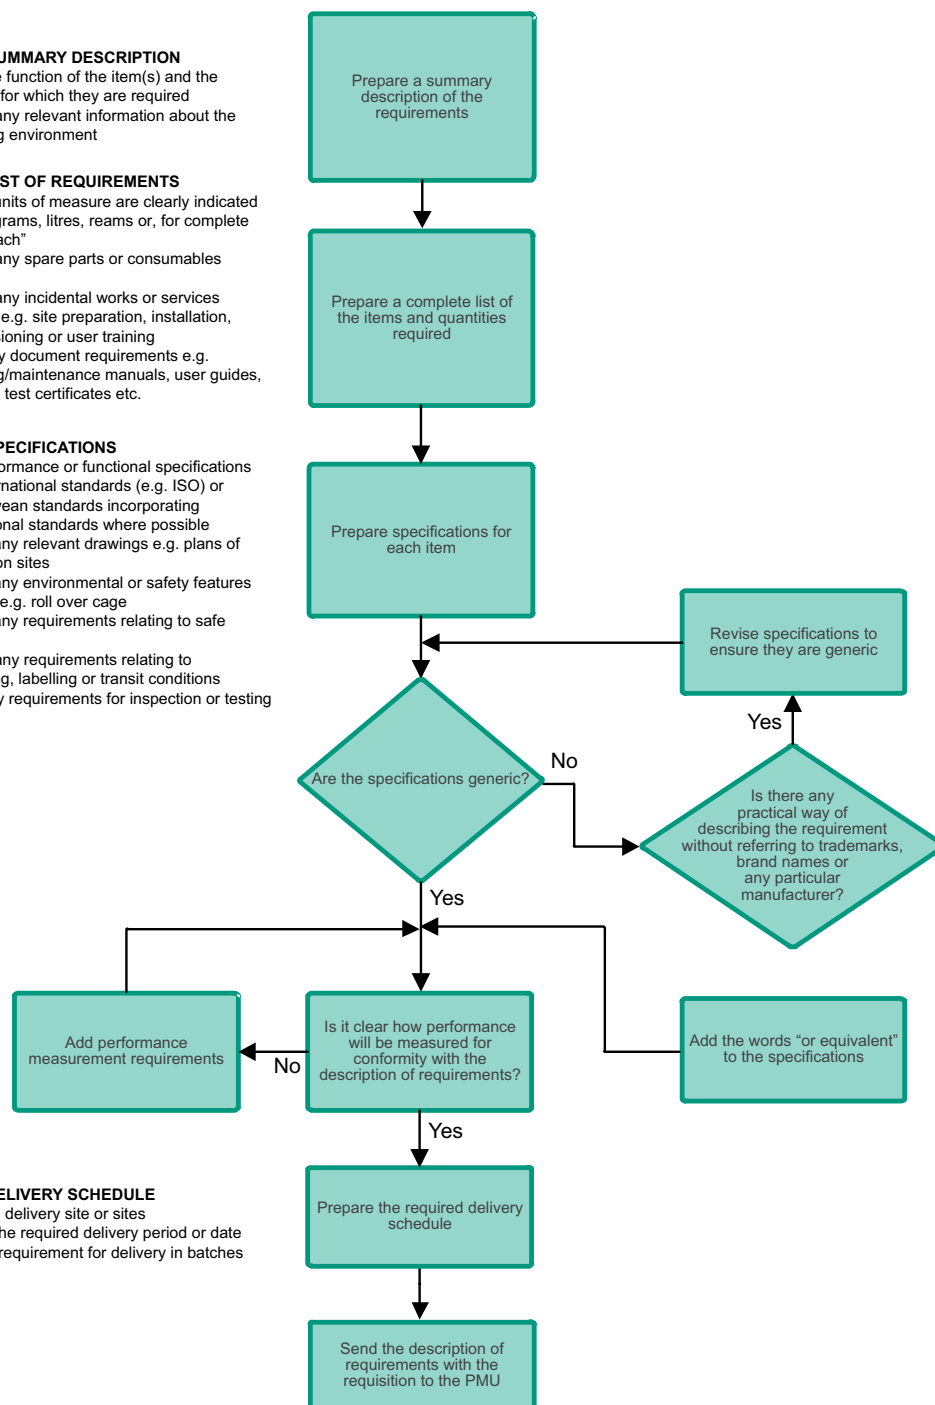 UMMARY DESCRIPTION
e function of the item(s) and the
for which they are required
any relevant information about the
g environment
ST OF REQUIREMENTS
units of measure are clearly indicated
grams, litres, reams or, for complete
ach”
any spare parts or consumables
any incidental works or services
e.g. site preparation, installation,
sioning or user training
y document requirements e.g.
g/maintenance manuals, user guides,
test certificates etc.
PECIFICATIONS
ormance or functional specifications
rnational standards (e.g. ISO) or
wean standards incorporating
onal standards where possible
any relevant drawings e.g. plans of
on sites
any environmental or safety features
e.g. roll over cage
any requirements relating to safe
any requirements relating to
g, labelling or transit conditions
y requirements for inspection or testing
ELIVERY SCHEDULE
delivery site or sites
he required delivery period or date
requirement for delivery in batches
Prepare a summary
description of the
requirements
Prepare a complete list of
the items and quantities
required
Prepare specifications for
each item
Revise specifications to
ensure they are generic
Yes
Are the specifications generic?
No
Is there any
practical way of
describing the requirement
without referring to trademarks,
brand names or
any particular
manufacturer?
Yes
Add performance
measurement requirements
No
Is it clear how performance
will be measured for
conformity with the
description of requirements?
Add the words “or equivalent”
to the specifications
Yes
Prepare the required delivery
schedule
Send the description of
requirements with the
requisition to the PMU